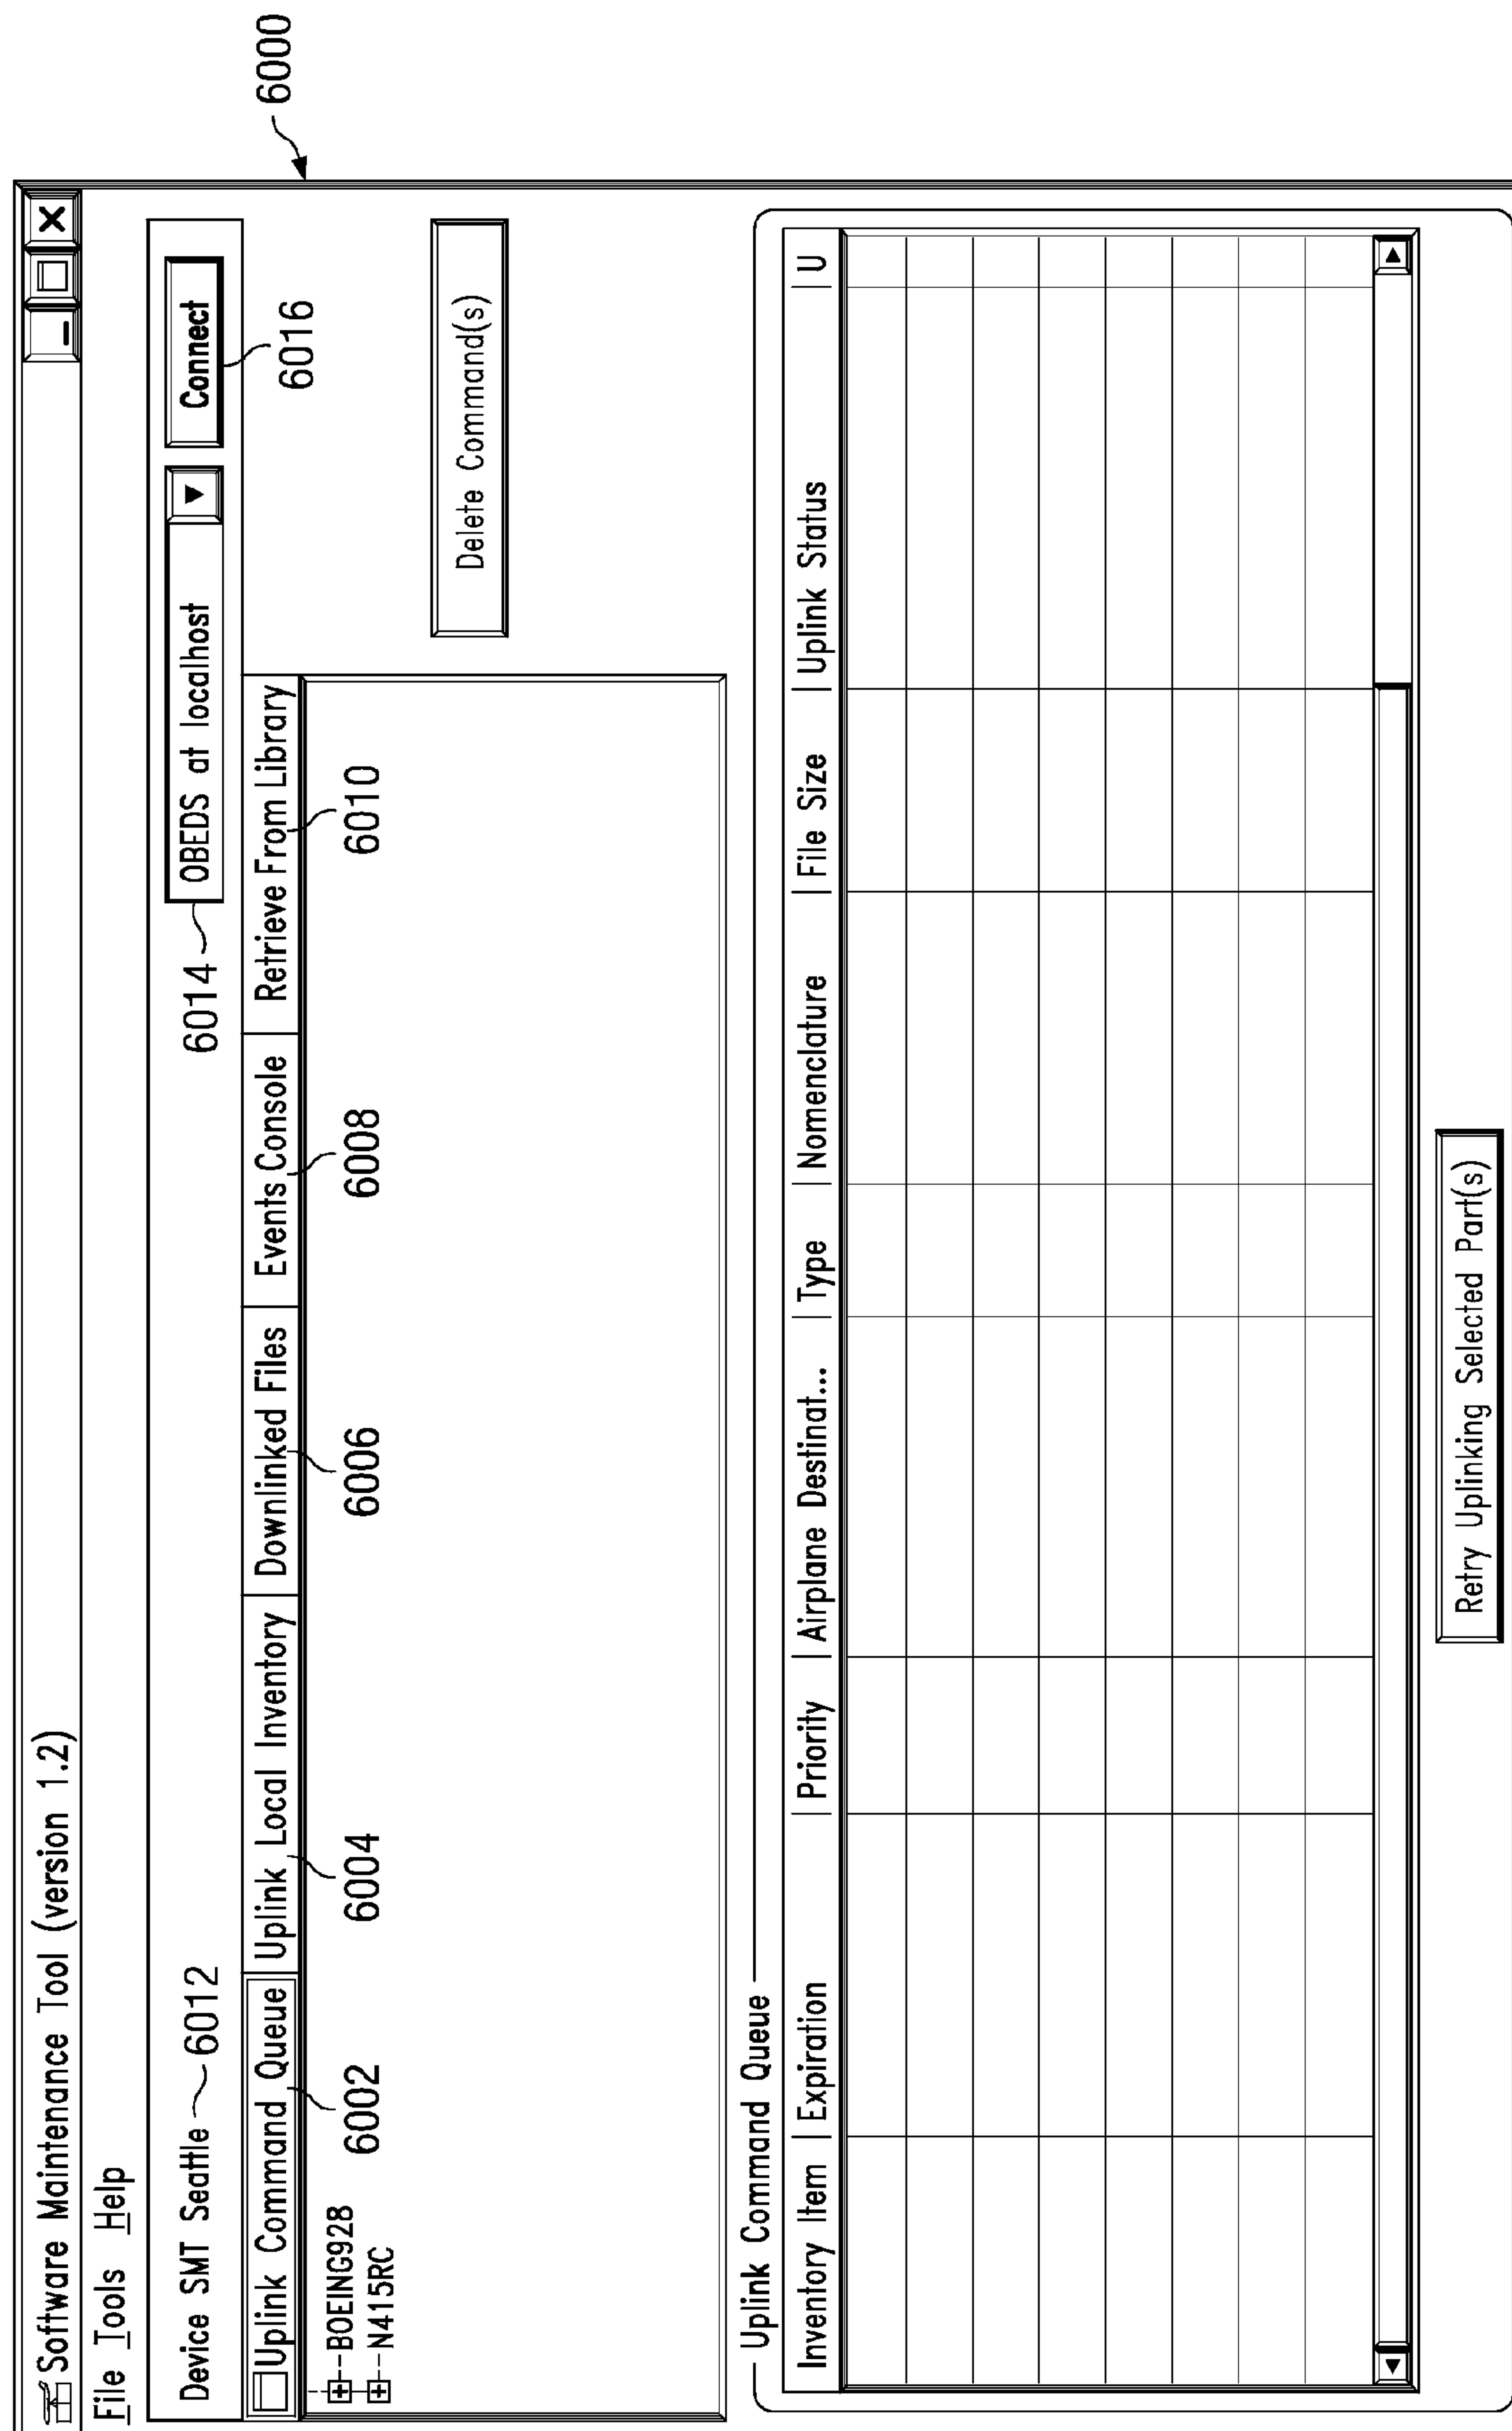 6000
Software Maintenance Tool (version 1.2)
File Tools Help
Device SMT Seattle 6012
6014 OBEDS at localhost
Connect
6016
Uplink Command Queue Uplink Local Inventory Downlinked Files Events Console Retrieve From Library
6002 6004 6006 6008 6010
BOEING928
N415RC
Delete Command(s)
Uplink Command Queue
Inventory Item Expiration Priority Airplane Destinat... Type Nomenclature File Size Uplink Status U
Retry Uplinking Selected Part(s)